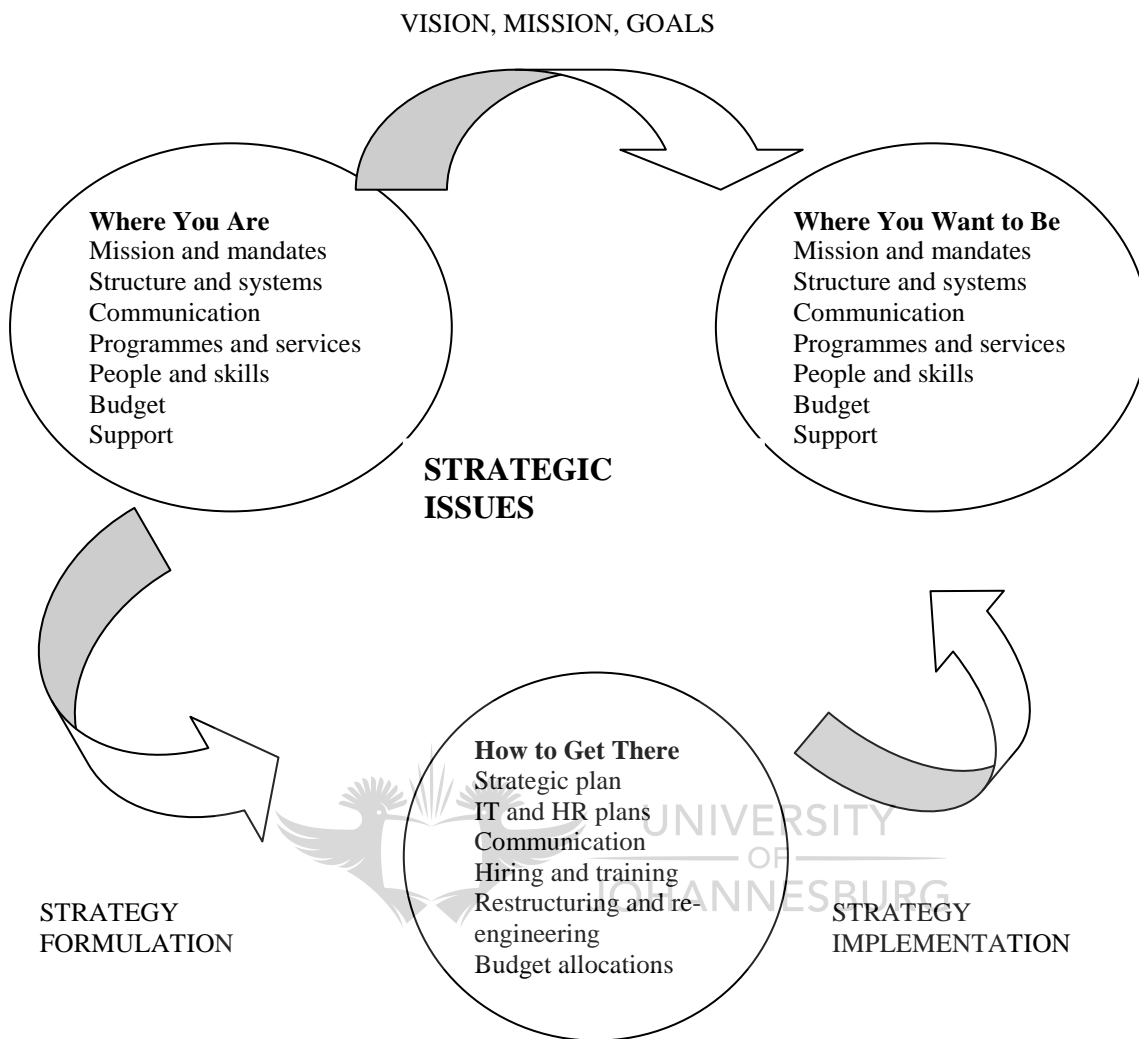 VISION, MISSION, GOALS
Where You Are
Mission and mandates
Structure and systems
Communication
Programmes and services
People and skills
Budget
Support
Where You Want to Be
Mission and mandates
Structure and systems
Communication
Programmes and services
People and skills
Budget
Support
STRATEGIC
ISSUES
How to Get There
Strategic plan
IT and HR plans
Communication
Hiring and training
Restructuring and re-
engineering
Budget allocations
UNIVERSITY
OF
JOHANNESBURG
STRATEGY
FORMULATION
STRATEGY
IMPLEMENTATION